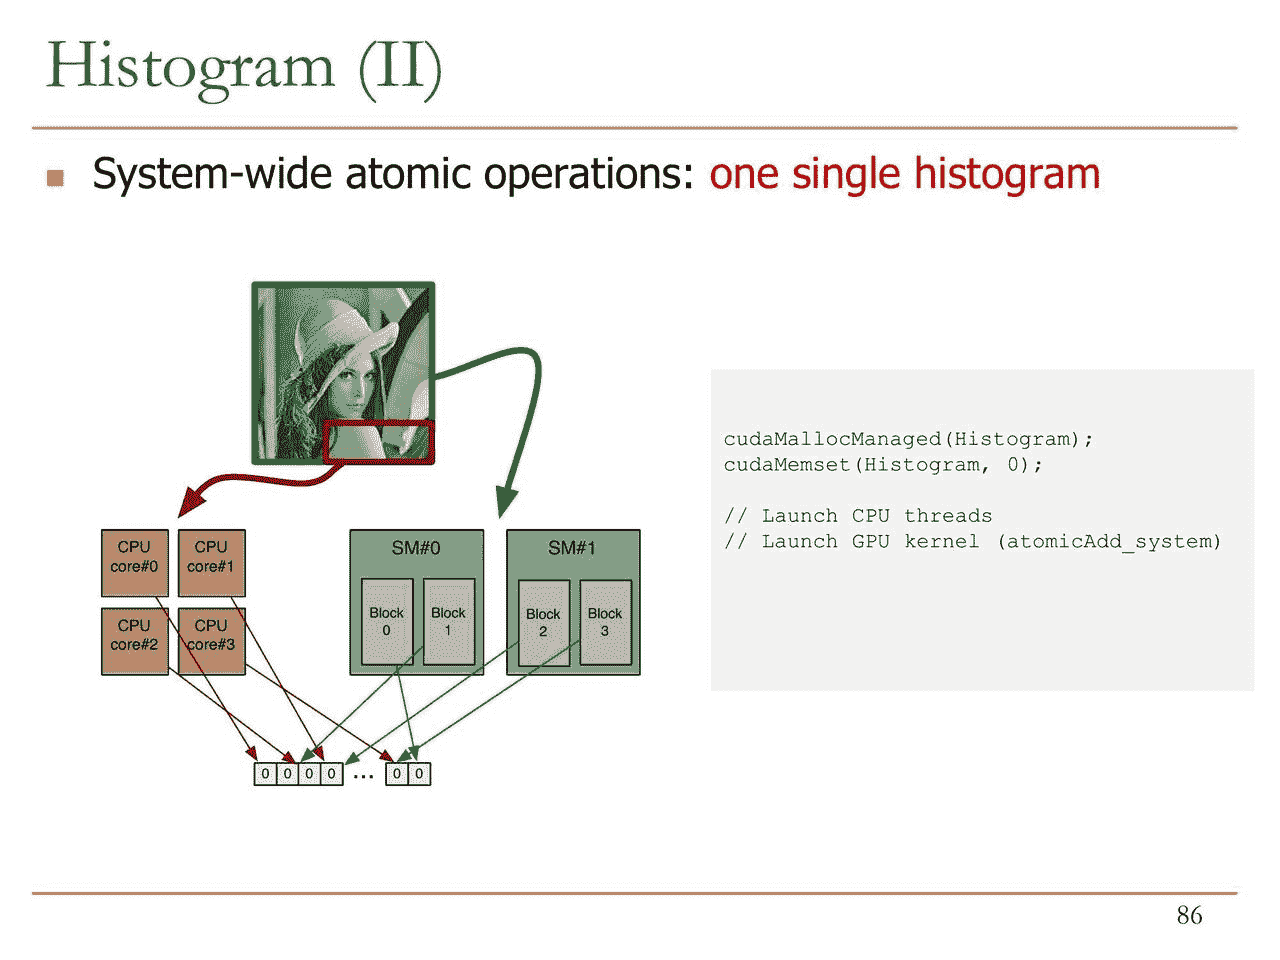 Histogram (II)
System-wide atomic operations: one single histogram
CPU
core#0
CPU
core#1
CPU
core#2
CPU
core#3
SM#0
Block
0
Block
1
SM#1
Block
2
Block
3
0 0 0 0 ... 0 0
cudaMallocManaged(Histogram);
cudaMemset(Histogram, 0);
// Launch CPU threads
// Launch GPU kernel (atomicAdd_system)
86